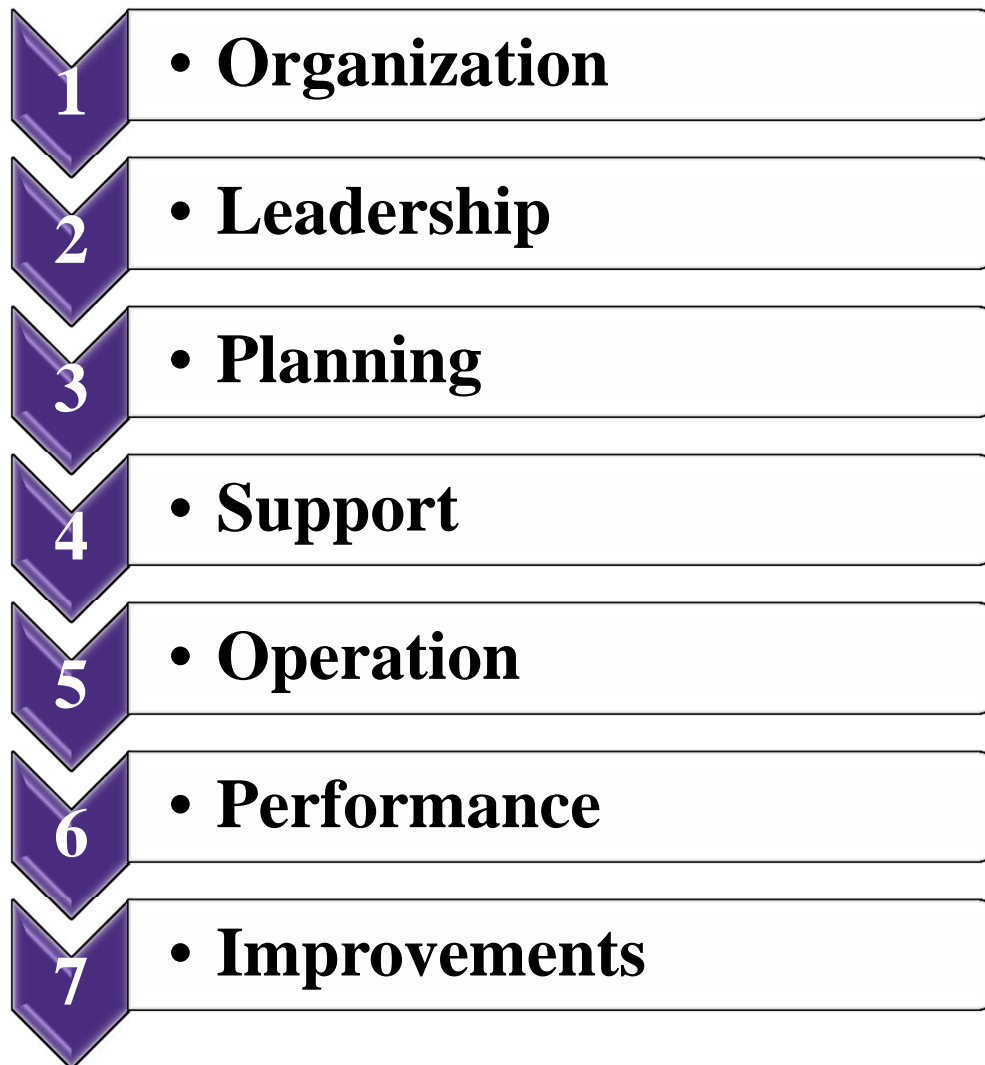 1 • Organization
2 • Leadership
3 • Planning
4 • Support
5 • Operation
6 • Performance
7 • Improvements